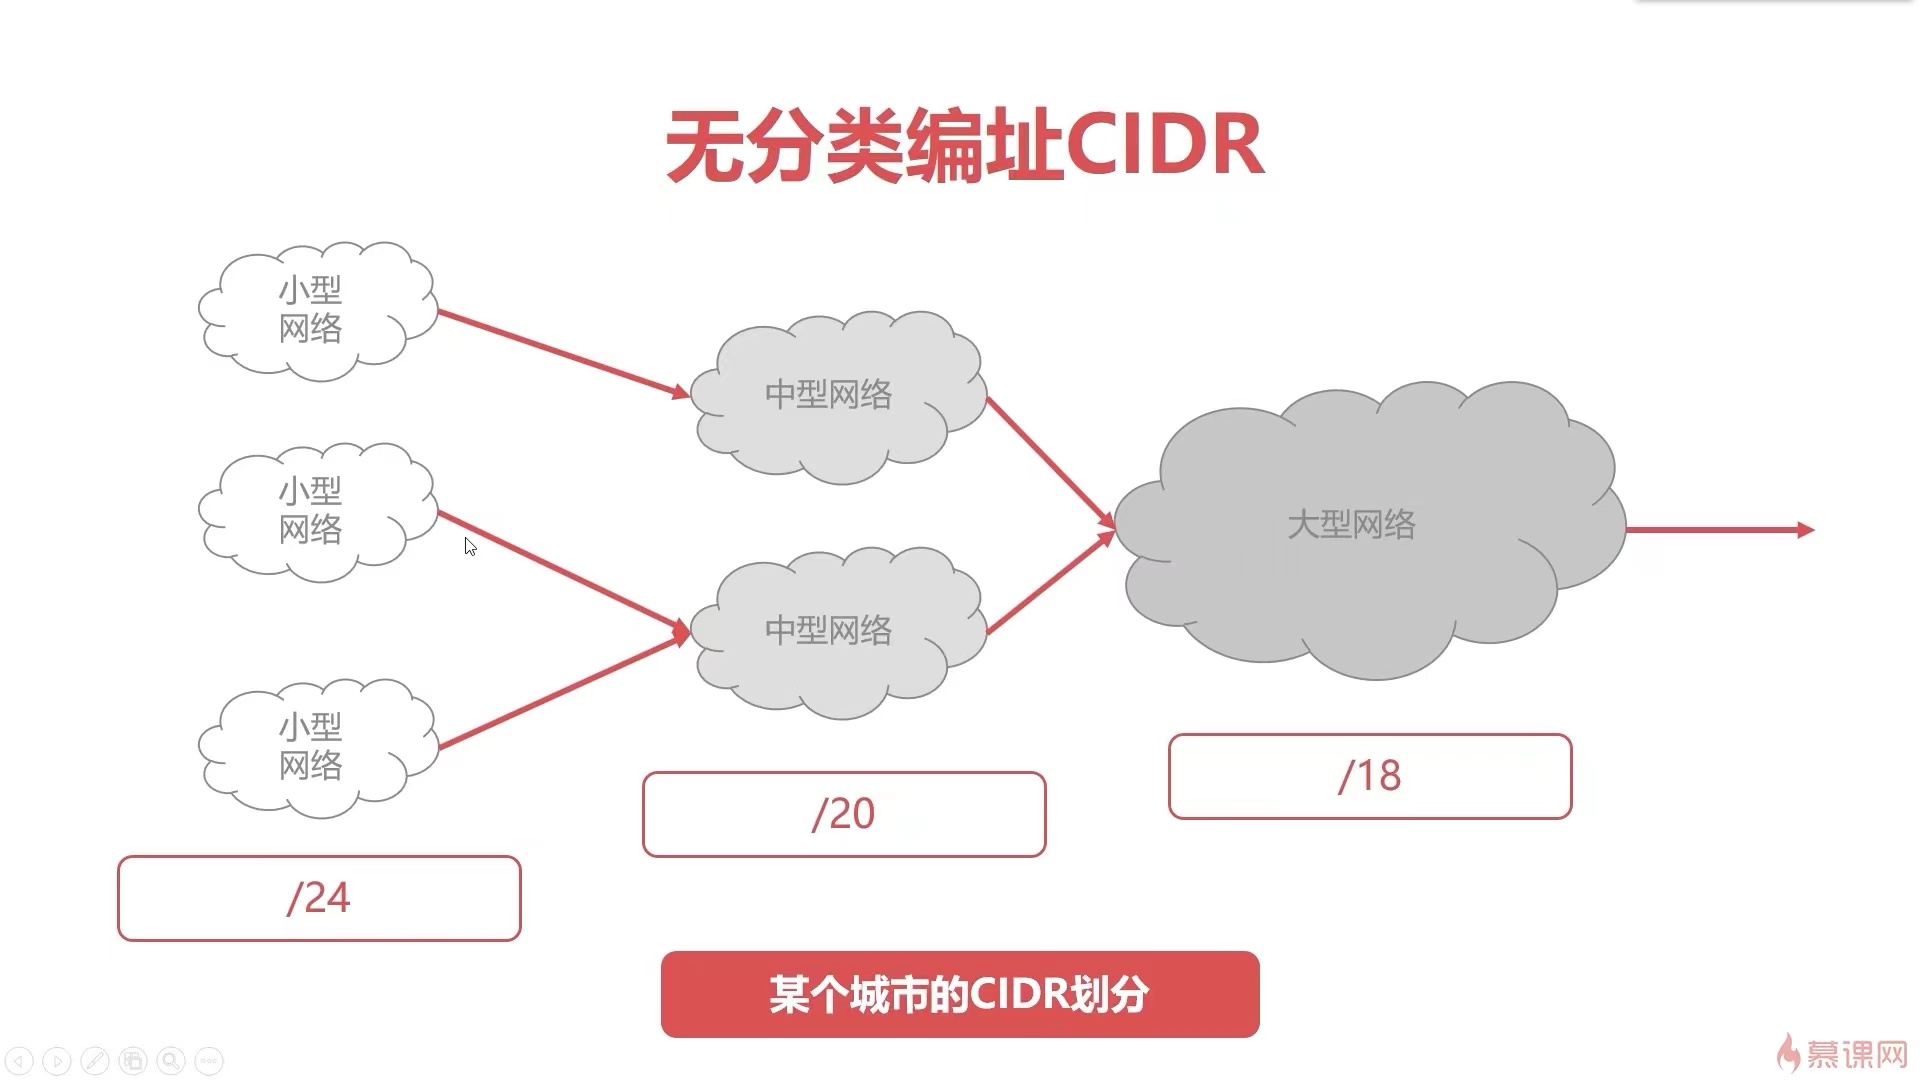 无分类编址CIDR
小型
网络
小型
网络
小型
网络
中型网络
中型网络
大型网络
/24
/20
/18
某个城市的CIDR划分
慕课网